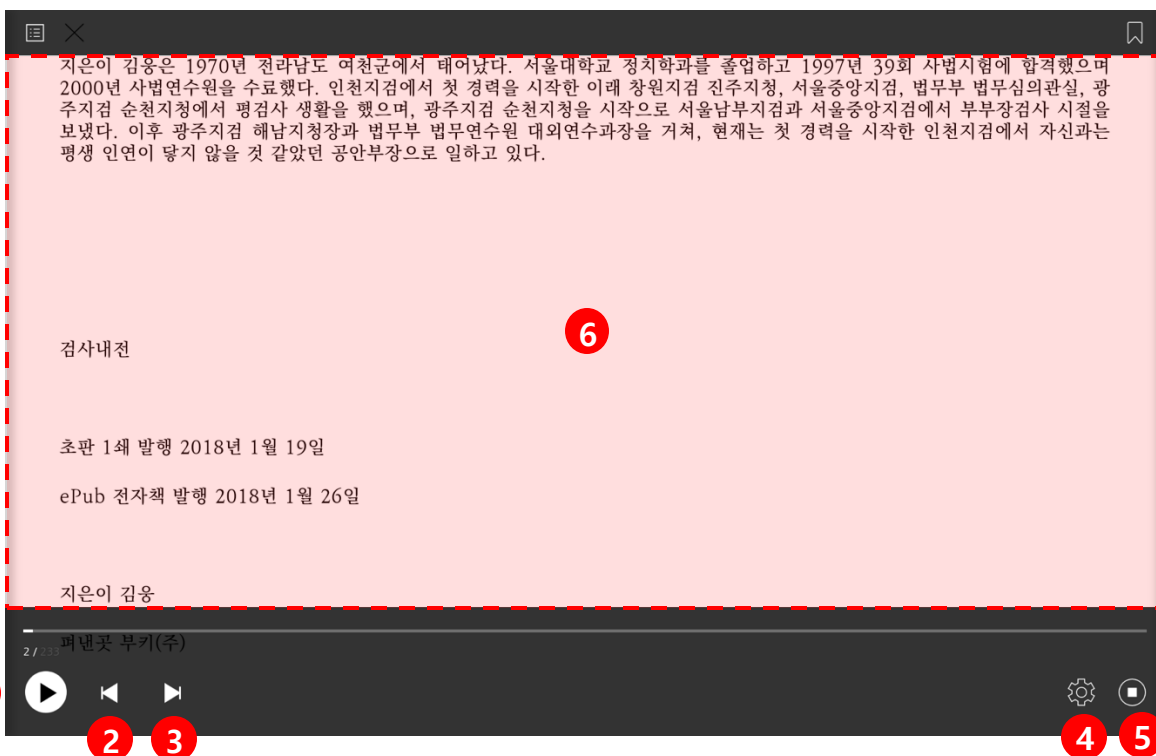 지은이 김웅은 1970년 전라남도 여천군에서 태어났다. 서울대학교 정치학과를 졸업하고 1997년 39회 사법시험에 합격했으며
2000년 사법연수원을 수료했다. 인천지검에서 첫 경력을 시작한 이래 창원지검 진주지청, 서울중앙지검, 법무부 법무심의관실, 광
주지검 순천지청에서 평검사 생활을 했으며, 광주지검 순천지청을 시작으로 서울남부지검과 서울중앙지검에서 부부장검사 시절을
보냈다. 이후 광주지검 해남지청장과 법무부 법무연수원 대외연수과장을 거쳐, 현재는 첫 경력을 시작한 인천지검에서 자신과는
평생 인연이 닿지 않을 것 같았던 공안부장으로 일하고 있다.
6
검사내전
초판 1쇄 발행 2018년 1월 19일
ePub 전자책 발행 2018년 1월 26일
지은이 김웅
펴낸곳 부키(주)
2 / 233
2 3 4 5